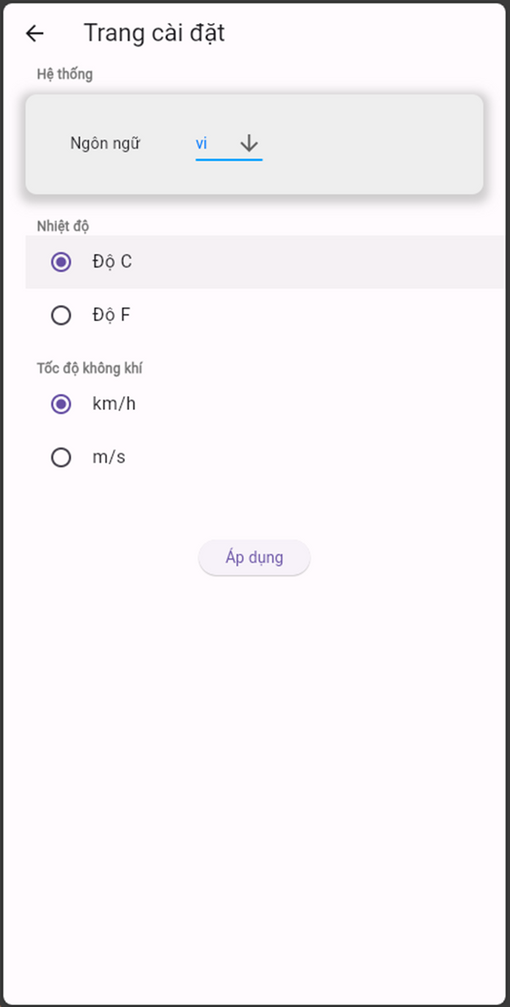 Trang cài đặt
Hệ thống
Ngôn ngữ vi
Nhiệt độ
Độ C
Độ F
Tốc độ không khí
km/h
m/s
Áp dụng